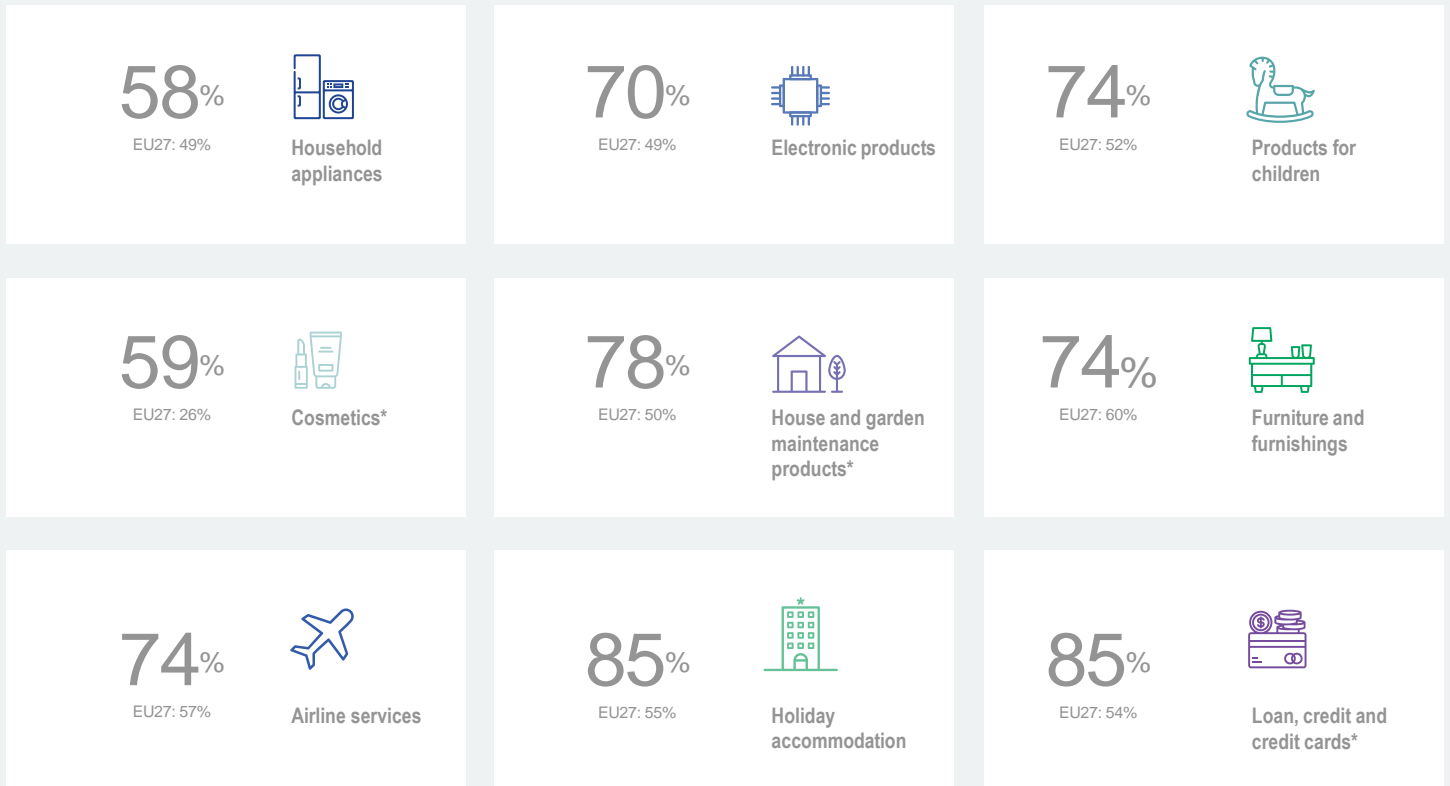 58%
EU27: 49%
Household
appliances
70%
EU27: 49%
Electronic products
74%
EU27: 52%
Products for
children
59%
EU27: 26%
Cosmetics*
78%
EU27: 50%
House and garden
maintenance
products*
74%
EU27: 60%
Furniture and
furnishings
74%
EU27: 57%
Airline services
85%
EU27: 55%
Holiday
accommodation
$
85%
EU27: 54%
Loan, credit and
credit cards*